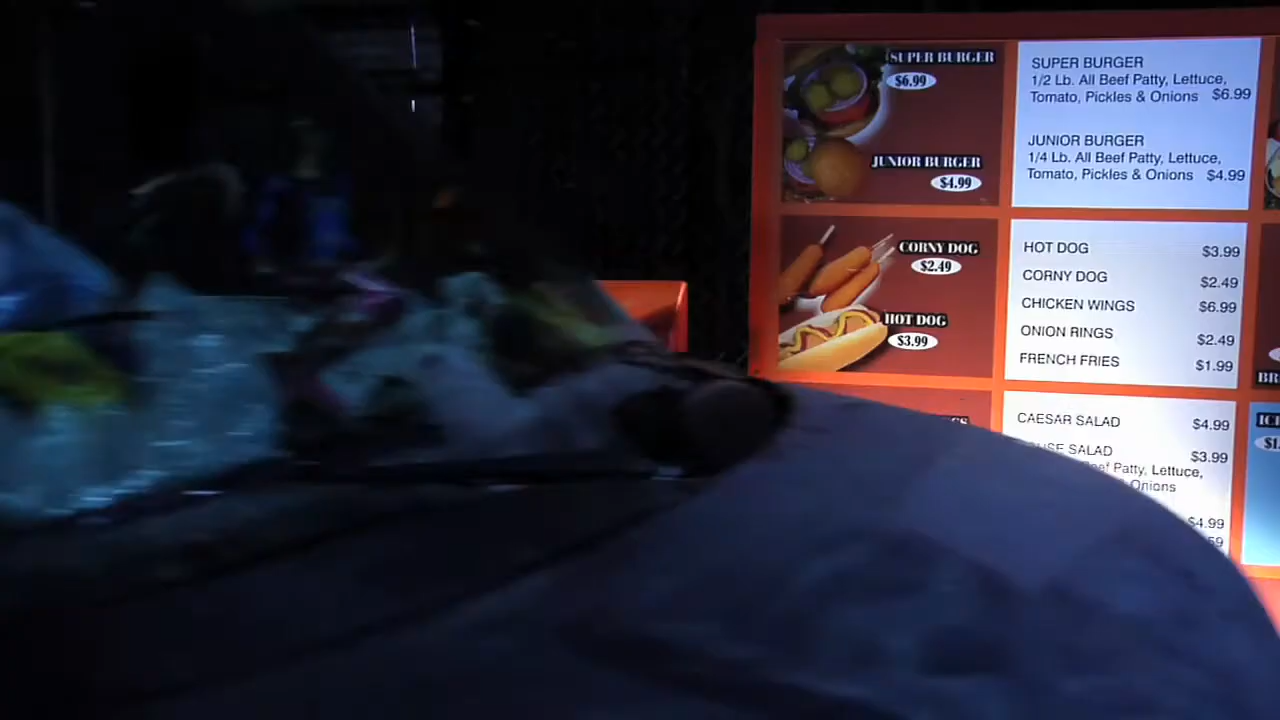 SUPER BURGER
$6.99
JUNIOR BURGER
$4.99
SUPER BURGER
1/2 Lb. All Beef Patty, Lettuce,
Tomato, Pickles & Onions $6.99
JUNIOR BURGER
1/4 Lb. All Beef Patty, Lettuce,
Tomato, Pickles & Onions $4.99
CORNY DOG
$2.49
HOT DOG
$3.99
HOT DOG $3.99
CORNY DOG $2.49
CHICKEN WINGS $6.99
ONION RINGS $2.49
FRENCH FRIES $1.99
CAESAR SALAD $4.99
SALAD $3.99
Patty, Lettuce,
Onions
$4.99